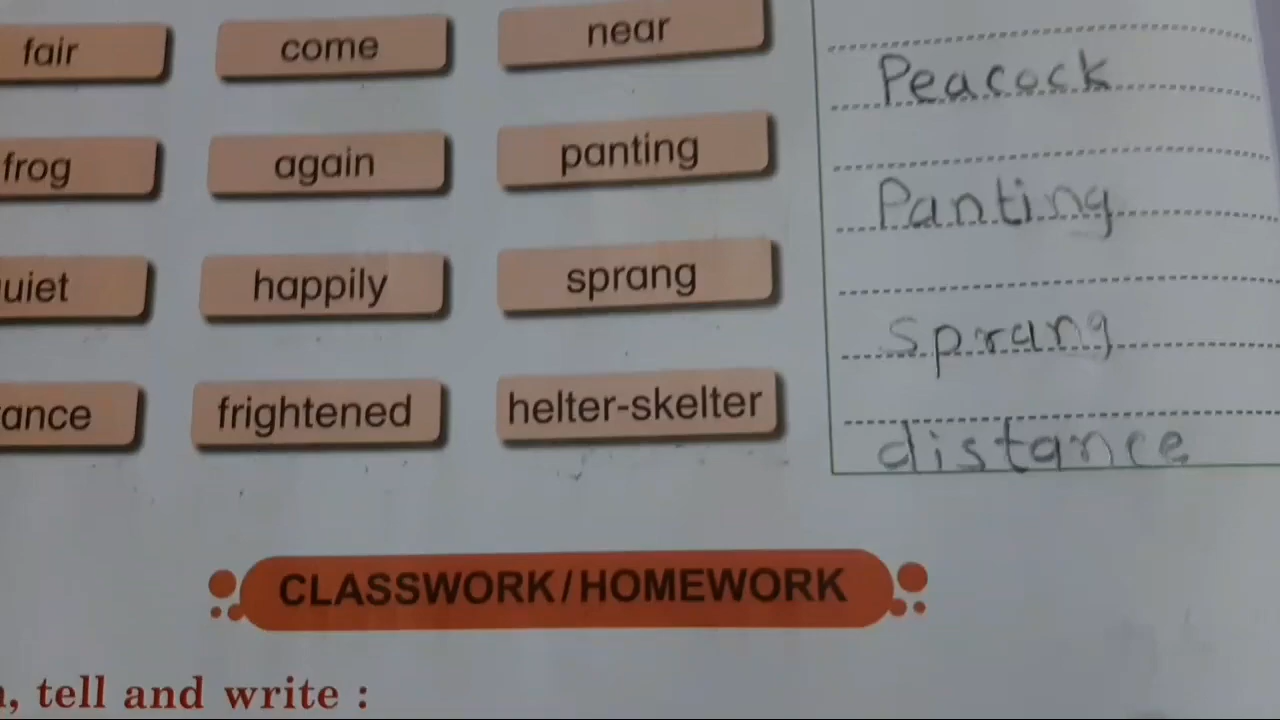 fair come near
Peacock
frog again panting
Panting
uiet happily sprang
sprang
ance frightened helter-skelter
distance
CLASSWORK/HOMEWORK
, tell and write :